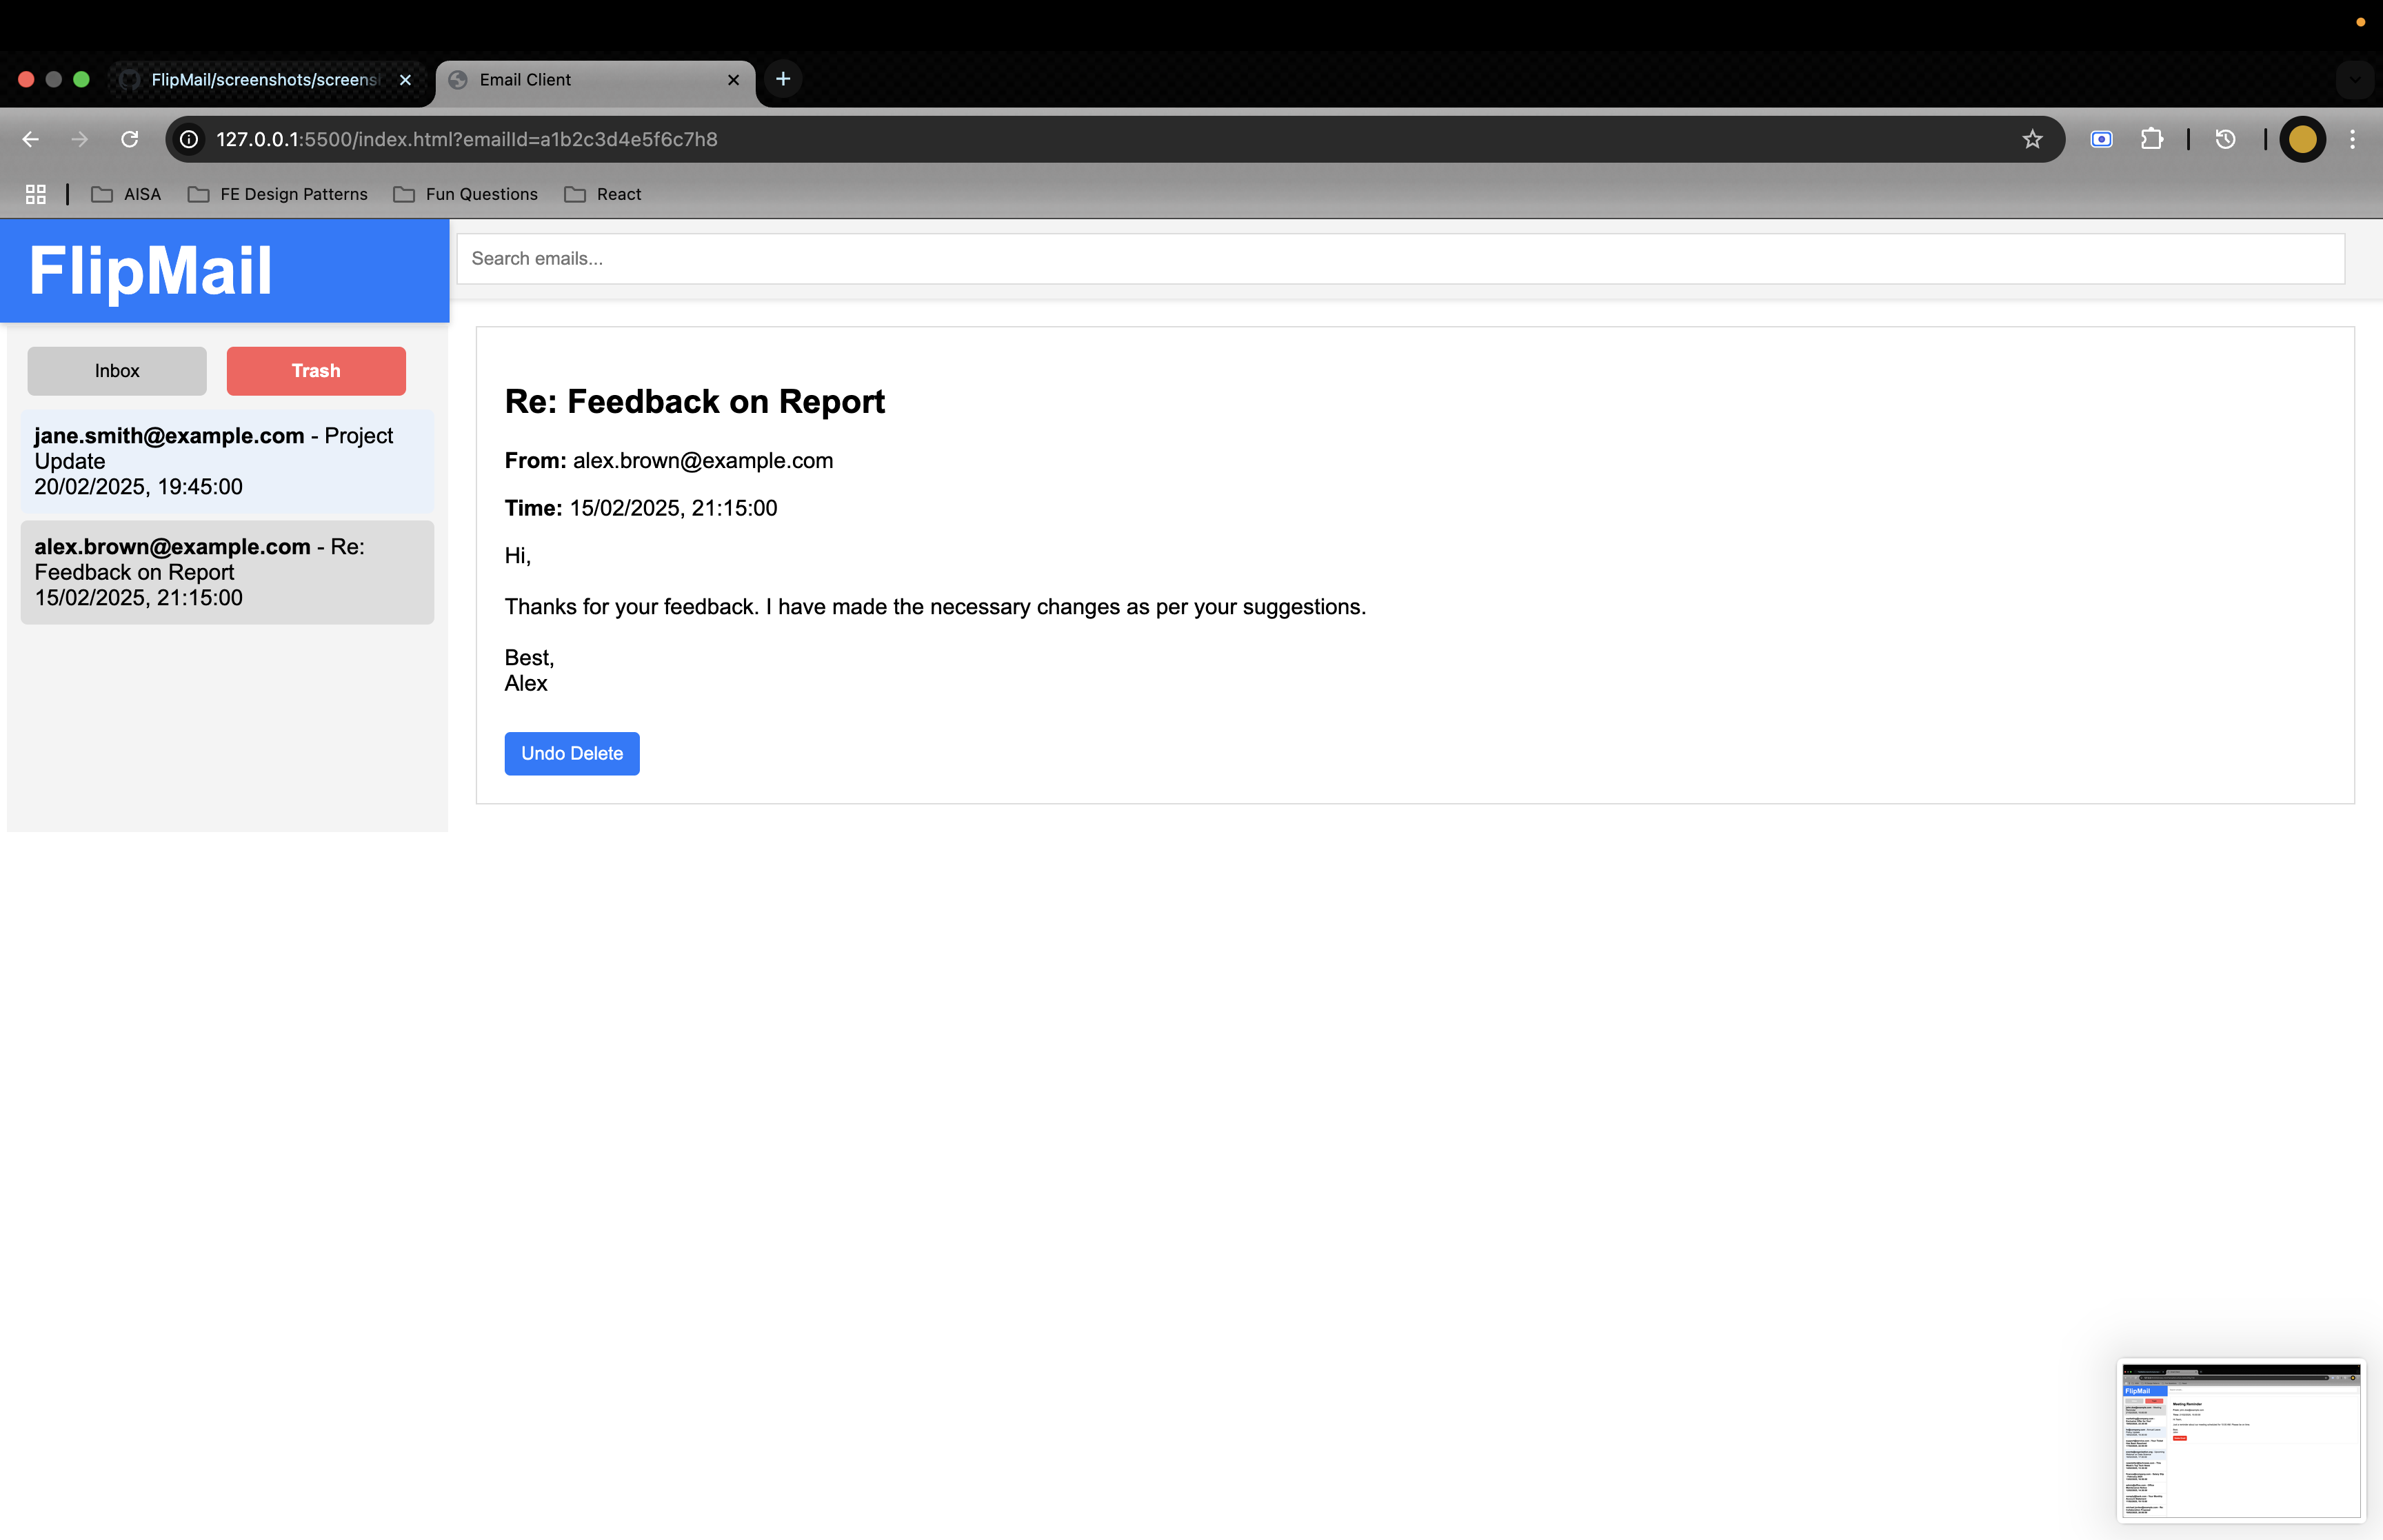 FlipMail/screenshots/screens
Email Client
127.0.0.1:5500/index.html?emailId=a1b2c3d4e5f6c7h8
AISA
FE Design Patterns
Fun Questions
React
FlipMail
Search emails...
Inbox
Trash
jane.smith@example.com - Project
Update
20/02/2025, 19:45:00
alex.brown@example.com - Re:
Feedback on Report
15/02/2025, 21:15:00
Re: Feedback on Report
From: alex.brown@example.com
Time: 15/02/2025, 21:15:00
Hi,
Thanks for your feedback. I have made the necessary changes as per your suggestions.
Best,
Alex
Undo Delete
FlipMail
Meeting Reminder